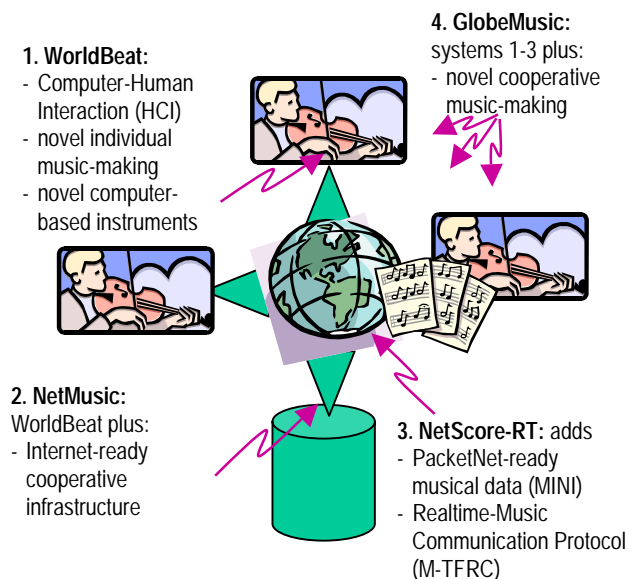 1. WorldBeat:
- Computer-Human
Interaction (HCI)
- novel individual
music-making
- novel computer-
based instruments
4. GlobeMusic:
systems 1-3 plus:
- novel cooperative
music-making
2. NetMusic:
WorldBeat plus:
- Internet-ready
cooperative
infrastructure
3. NetScore-RT: adds
- PacketNet-ready
musical data (MINI)
- Realtime-Music
Communication Protocol
(M-TFRC)